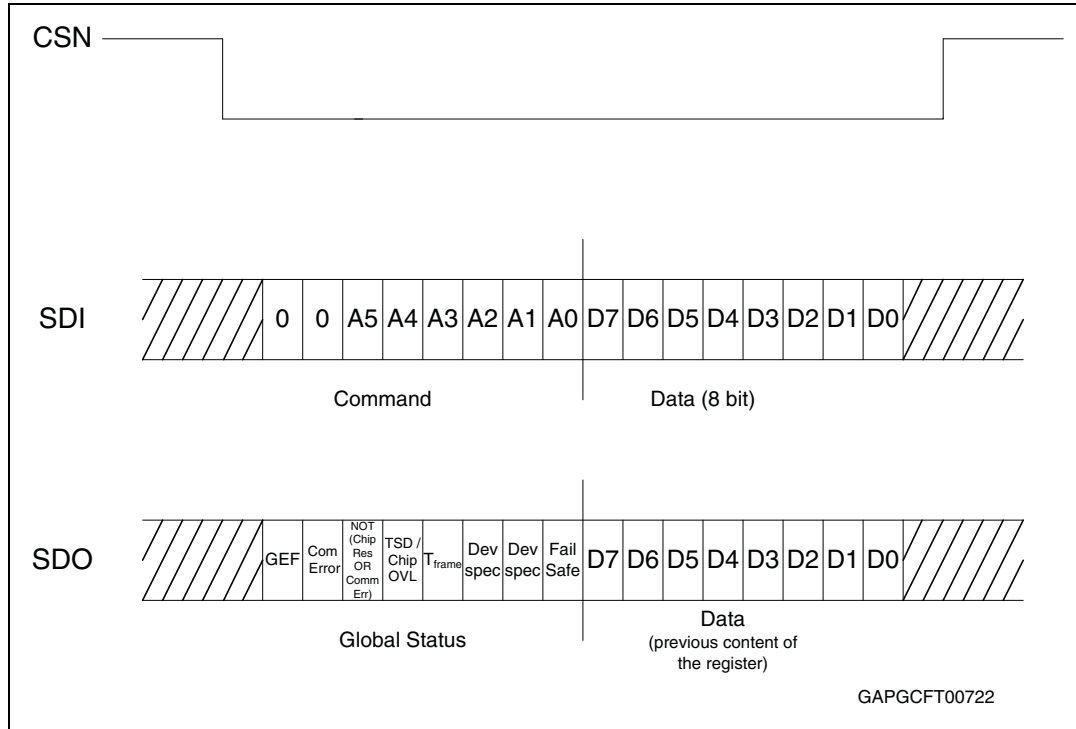 CSN
SDI
0 0 A5 A4 A3 A2 A1 A0 D7 D6 D5 D4 D3 D2 D1 D0
Command
Data (8 bit)
SDO
GEF
Com
Error
NOT
(Chip
Res
OR
Comm
Err)
TSD /
Chip
OVL
Tframe
Dev
spec
Dev
spec
Fail
Safe
D7 D6 D5 D4 D3 D2 D1 D0
Global Status
Data
(previous content of
the register)
GAPGCFT00722